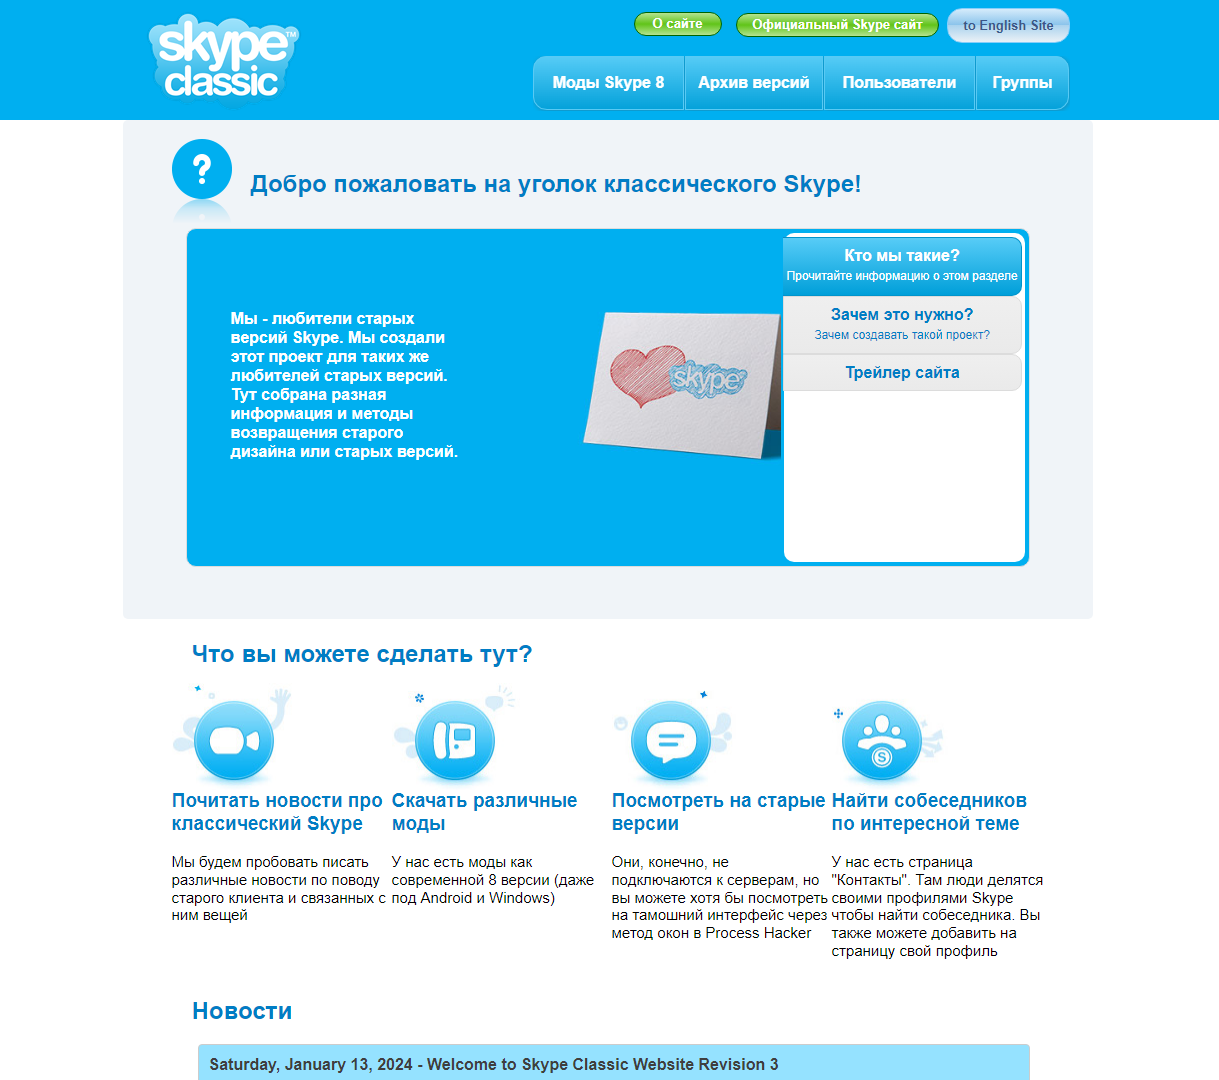 skype™
classic
О сайте
Официальный Skype сайт
to English Site
Моды Skype 8
Архив версий
Пользователи
Группы
?
Добро пожаловать на уголок классического Skype!
Мы - любители старых
версий Skype. Мы создали
этот проект для таких же
любителей старых версий.
Тут собрана разная
информация и методы
возвращения старого
дизайна или старых версий.
skype
Кто мы такие?
Прочитайте информацию о этом разделе
Зачем это нужно?
Зачем создавать такой проект?
Трейлер сайта
Что вы можете сделать тут?
S
Почитать новости про
классический Skype
Мы будем пробовать писать
различные новости по поводу
старого клиента и связанных с
ним вещей
Скачать различные
моды
У нас есть моды как
современной 8 версии (даже
под Android и Windows)
Посмотреть на старые
версии
Они, конечно, не
подключаются к серверам, но
вы можете хотя бы посмотреть
на тамошний интерфейс через
метод окон в Process Hacker
Найти собеседников
по интересной теме
У нас есть страница
"Контакты". Там люди делятся
своими профилями Skype
чтобы найти собеседника. Вы
также можете добавить на
страницу свой профиль
Новости
Saturday, January 13, 2024 - Welcome to Skype Classic Website Revision 3